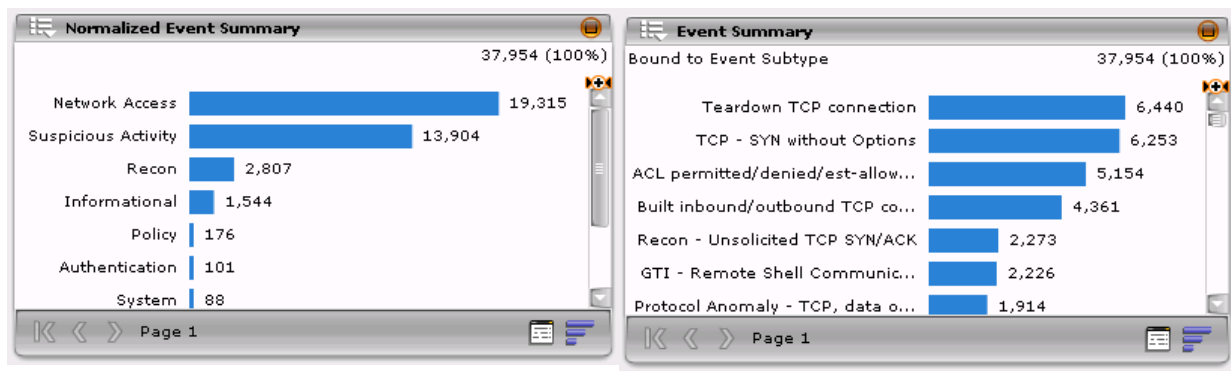 Normalized Event Summary
37,954 (100%)
Network Access 19,315
Suspicious Activity 13,904
Recon 2,807
Informational 1,544
Policy 176
Authentication 101
System 88
Page 1
Event Summary
Bound to Event Subtype 37,954 (100%)
Teardown TCP connection 6,440
TCP - SYN without Options 6,253
ACL permitted/denied/est-allow... 5,154
Built inbound/outbound TCP co... 4,361
Recon - Unsolicited TCP SYN/ACK 2,273
GTI - Remote Shell Communic... 2,226
Protocol Anomaly - TCP, data o... 1,914
Page 1